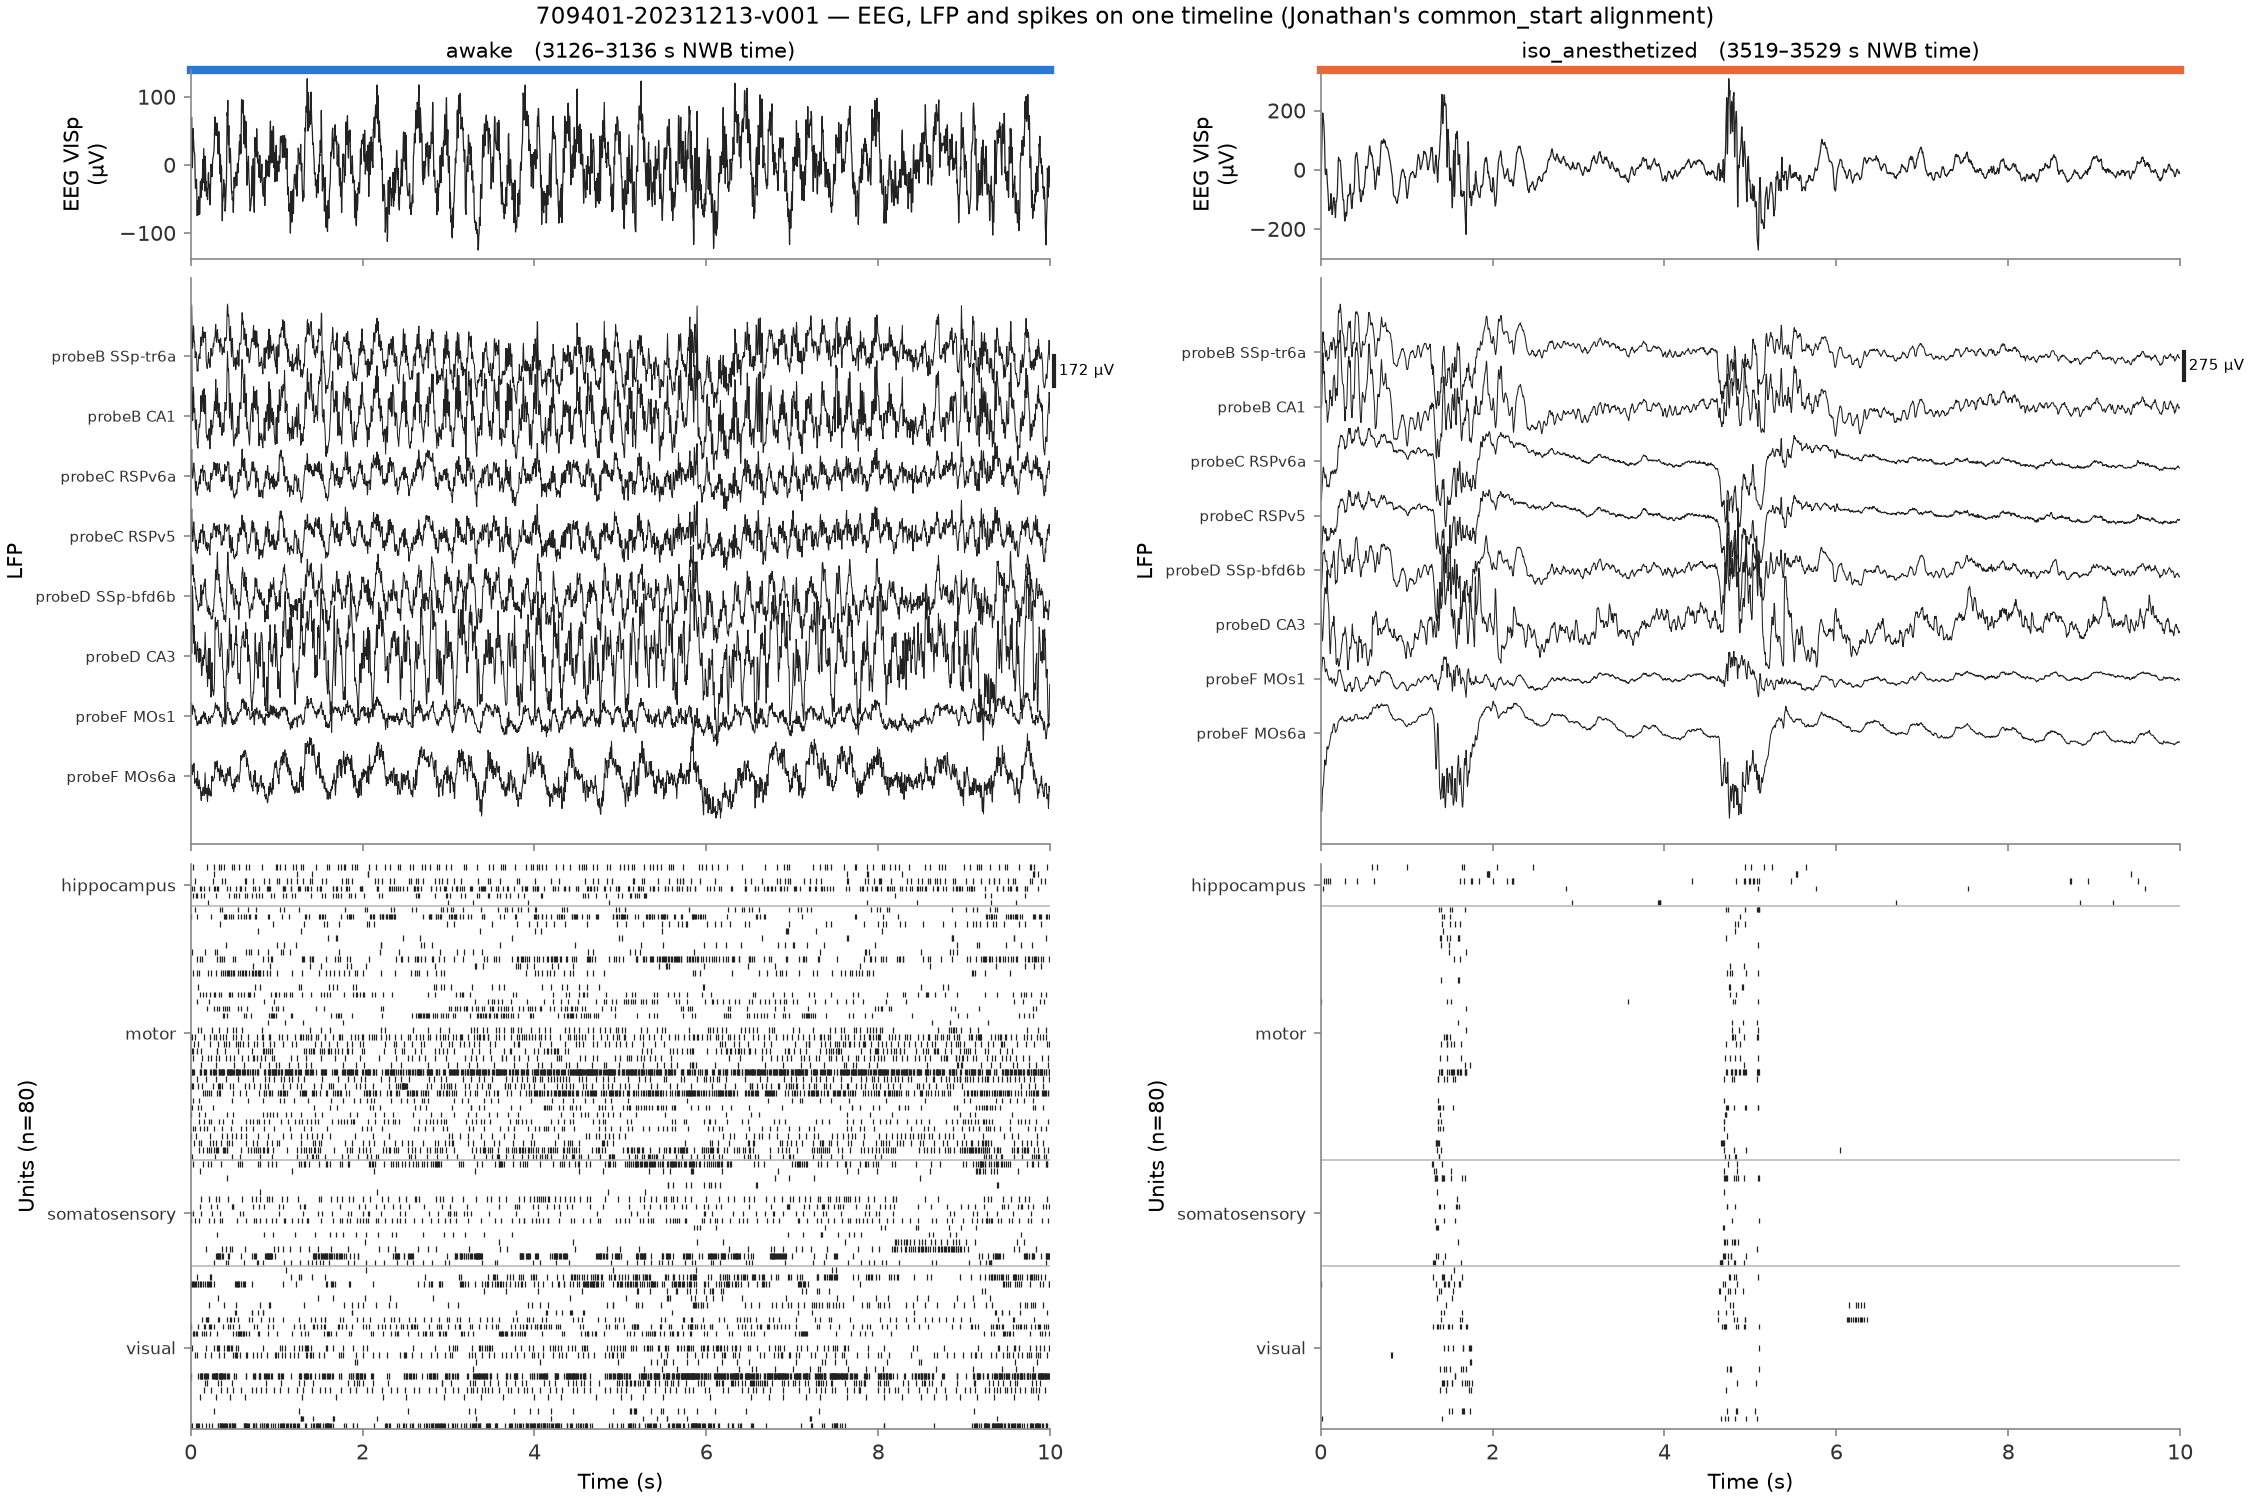 709401-20231213-v001 — EEG, LFP and spikes on one timeline (Jonathan's common_start alignment)
awake (3126–3136 s NWB time)
EEG VISp
(µV)
100
0
−100
LFP
probeB SSp-tr6a
probeB CA1
probeC RSPv6a
probeC RSPv5
probeD SSp-bfd6b
probeD CA3
probeF MOs1
probeF MOs6a
172 µV
Units (n=80)
hippocampus
motor
somatosensory
visual
0 2 4 6 8 10
Time (s)
iso_anesthetized (3519–3529 s NWB time)
EEG VISp
(µV)
200
0
−200
LFP
probeB SSp-tr6a
probeB CA1
probeC RSPv6a
probeC RSPv5
probeD SSp-bfd6b
probeD CA3
probeF MOs1
probeF MOs6a
275 µV
Units (n=80)
hippocampus
motor
somatosensory
visual
0 2 4 6 8 10
Time (s)